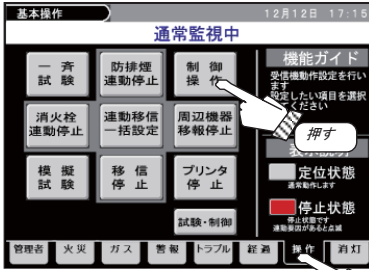 基本操作
12月12日 17:15
通常監視中
一斉
試験
防排煙
連動停止
制御
操作
消火栓
連動停止
連動移信
一括設定
周辺機器
移報停止
模擬
試験
移信
停止
プリンタ
停止
試験・制御
機能ガイド
受信機動作設定を行い
ます
設定したい項目を選択
ください
押す
定位状態
通常動作します
停止状態
停止状態です
連動要因があると点滅
管理者
火災
ガス
警報
トラブル
経過
操作
消灯